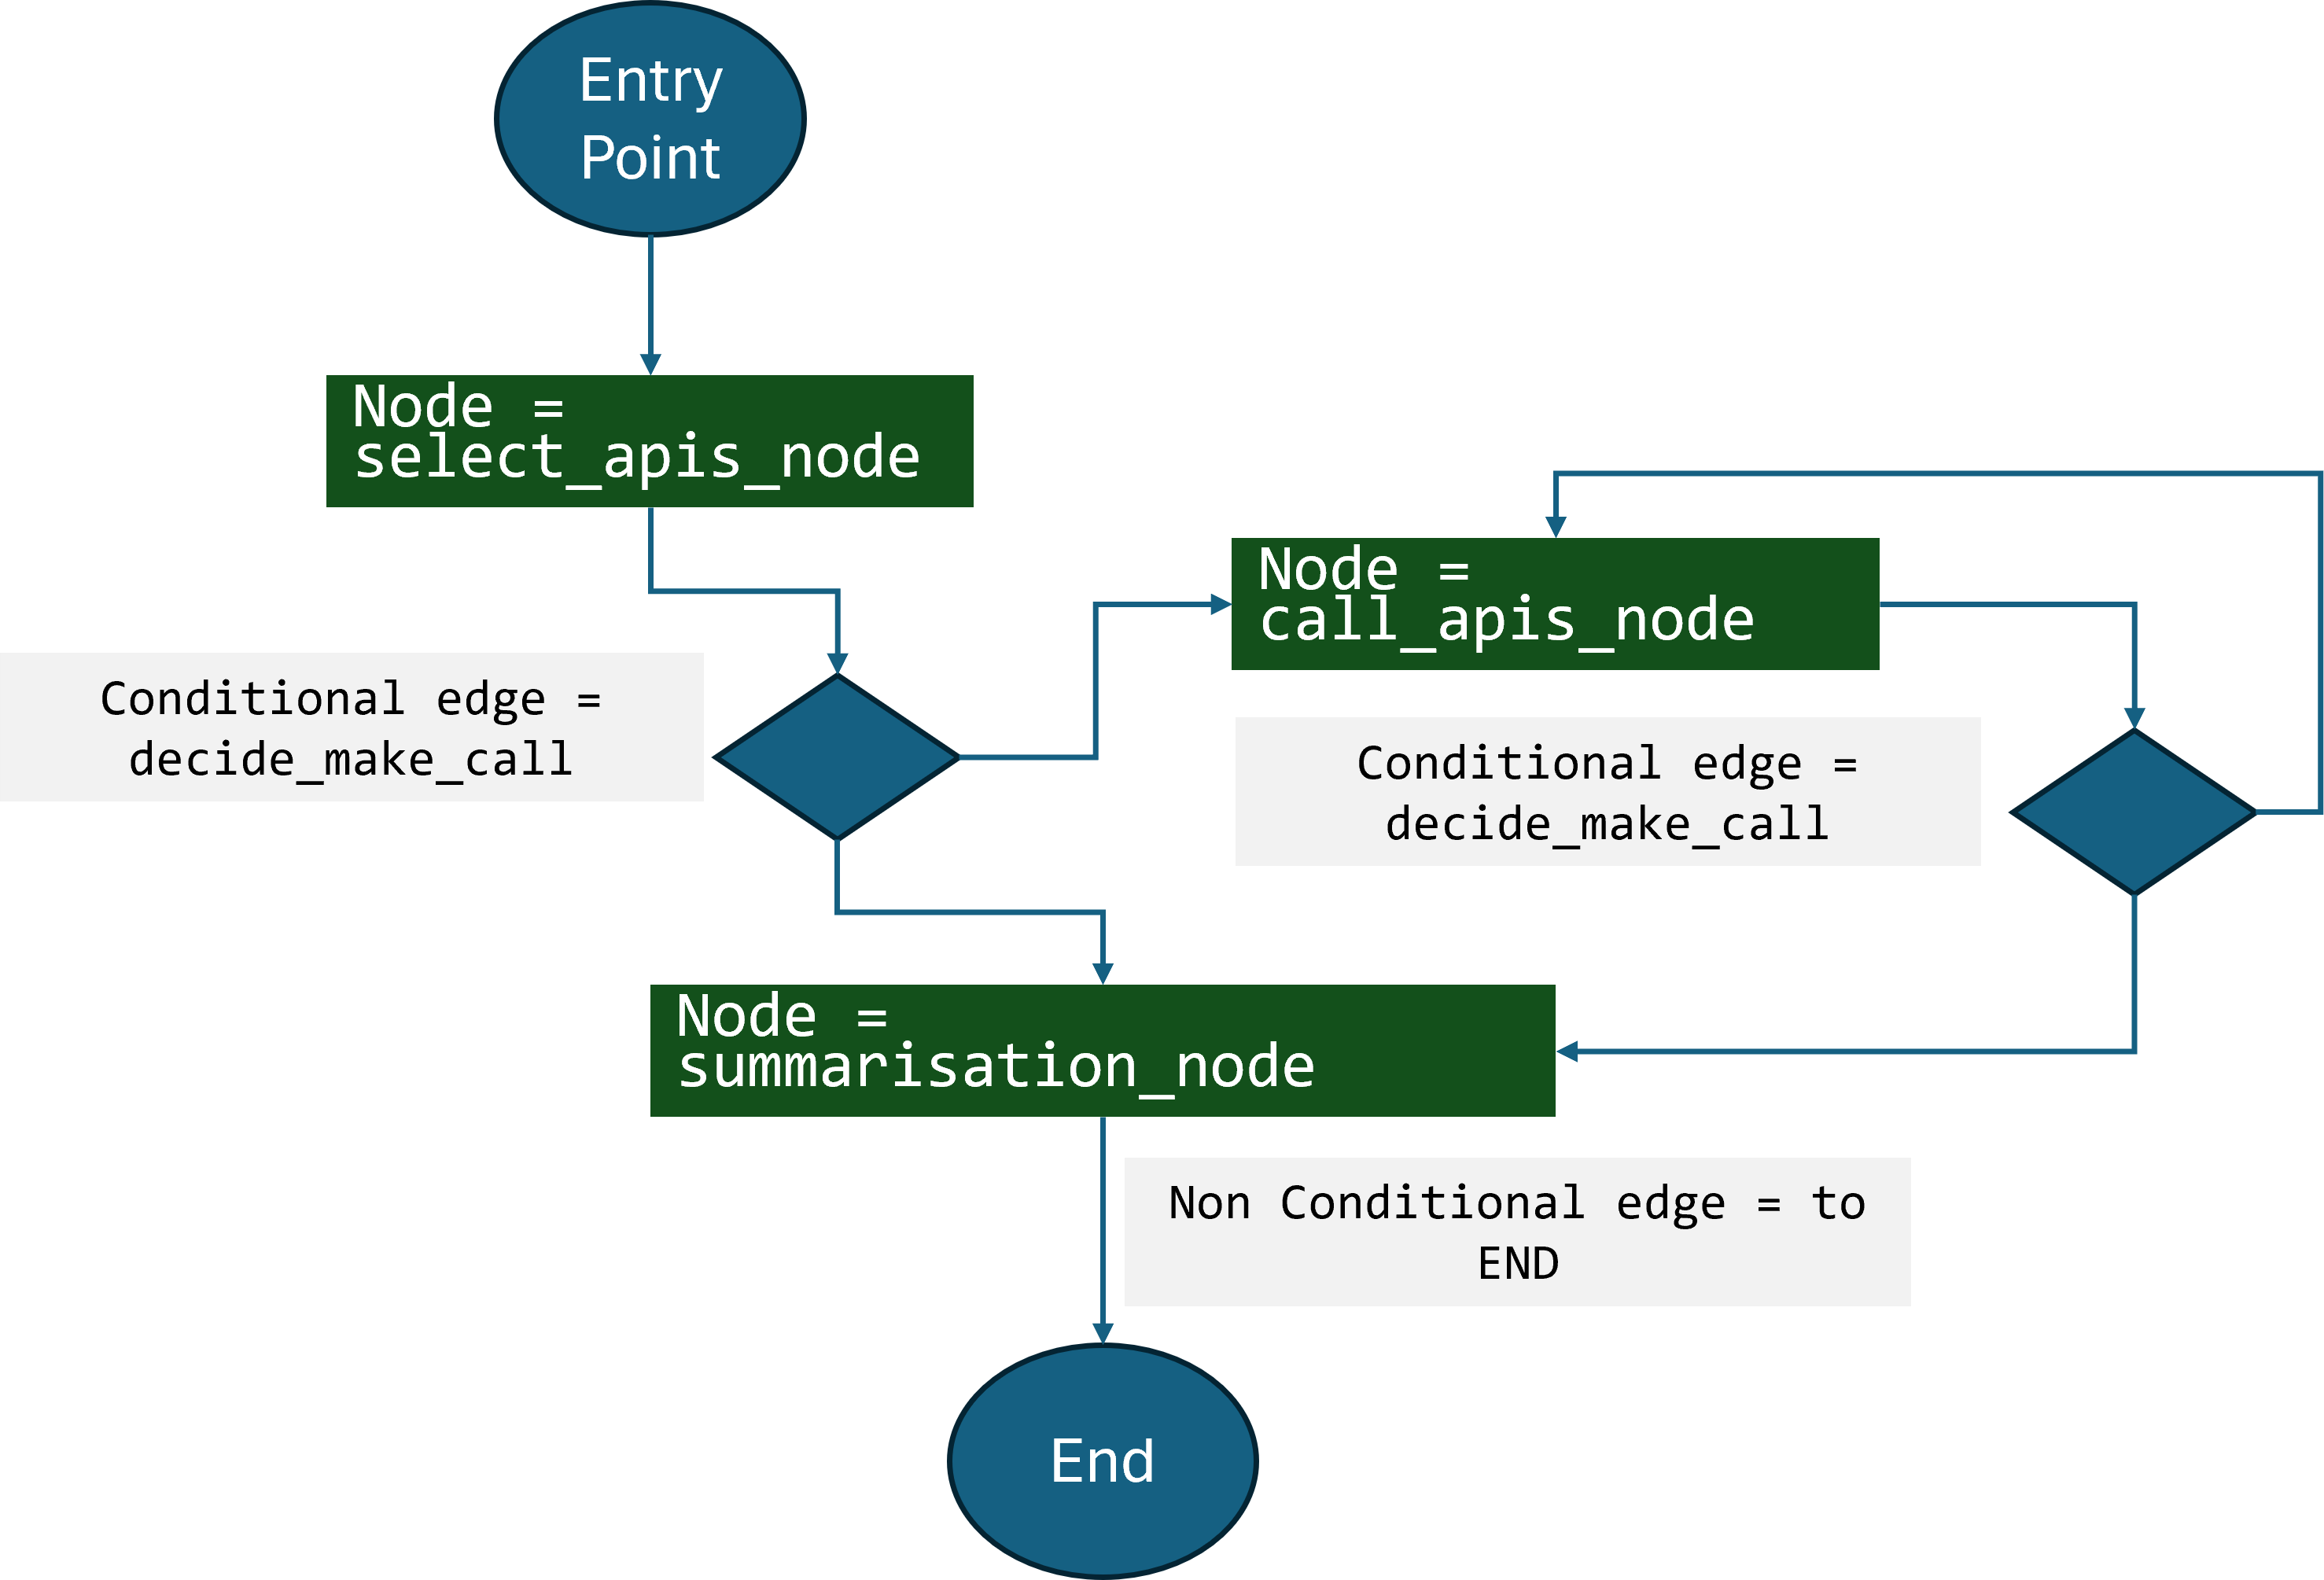 Entry
Point
Node =
select_apis_node
Node =
call_apis_node
Conditional edge =
decide_make_call
Conditional edge =
decide_make_call
Node =
summarisation_node
Non Conditional edge = to
END
End